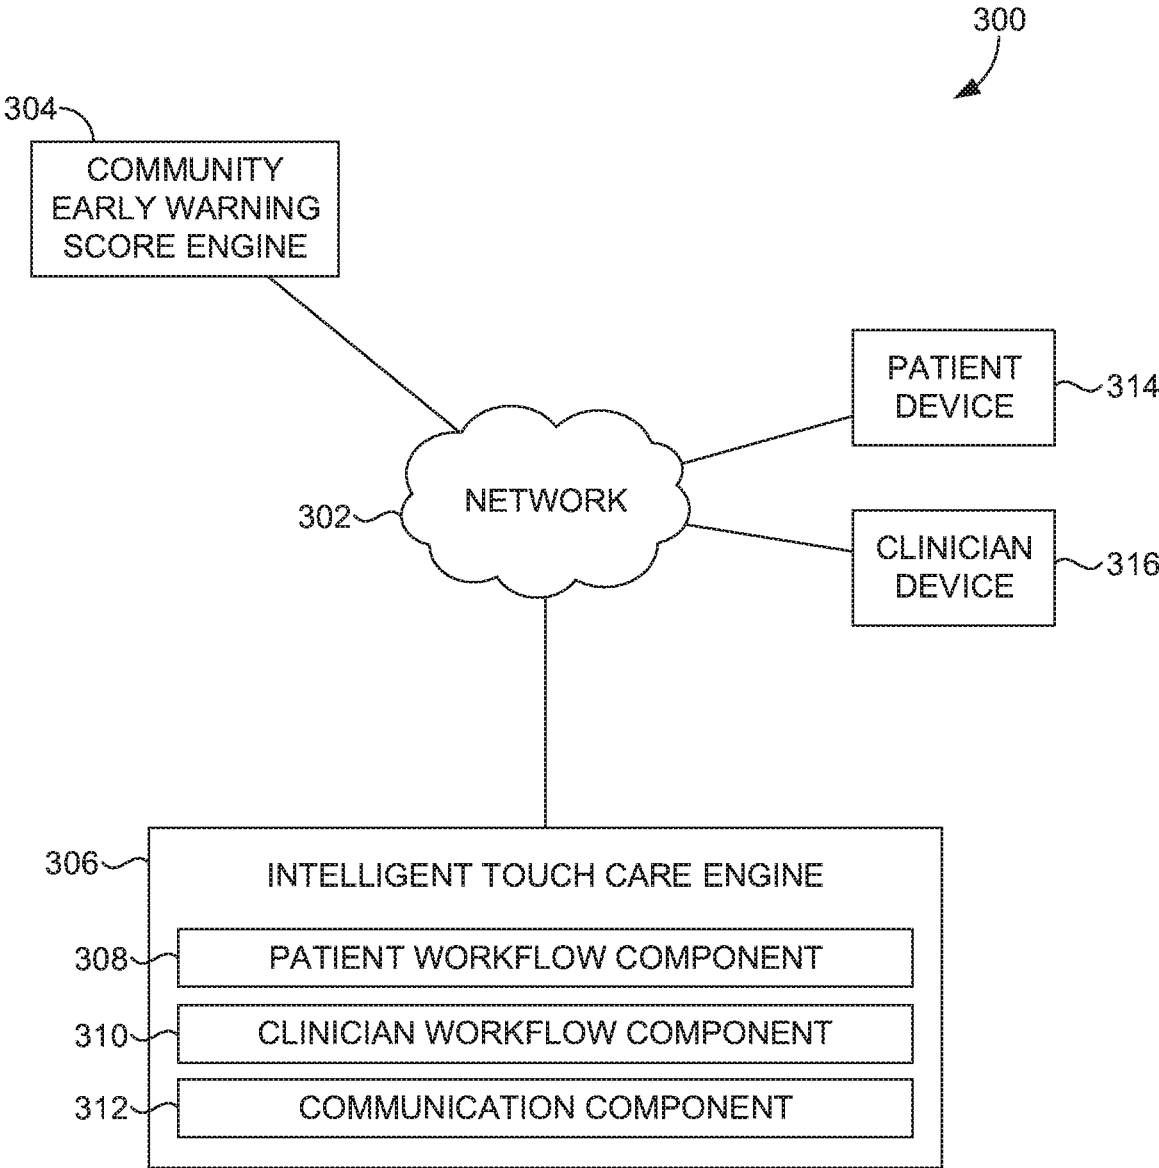 300
304
COMMUNITY
EARLY WARNING
SCORE ENGINE
PATIENT
DEVICE
314
NETWORK
302
CLINICIAN
DEVICE
316
306
INTELLIGENT TOUCH CARE ENGINE
308
PATIENT WORKFLOW COMPONENT
310
CLINICIAN WORKFLOW COMPONENT
312
COMMUNICATION COMPONENT